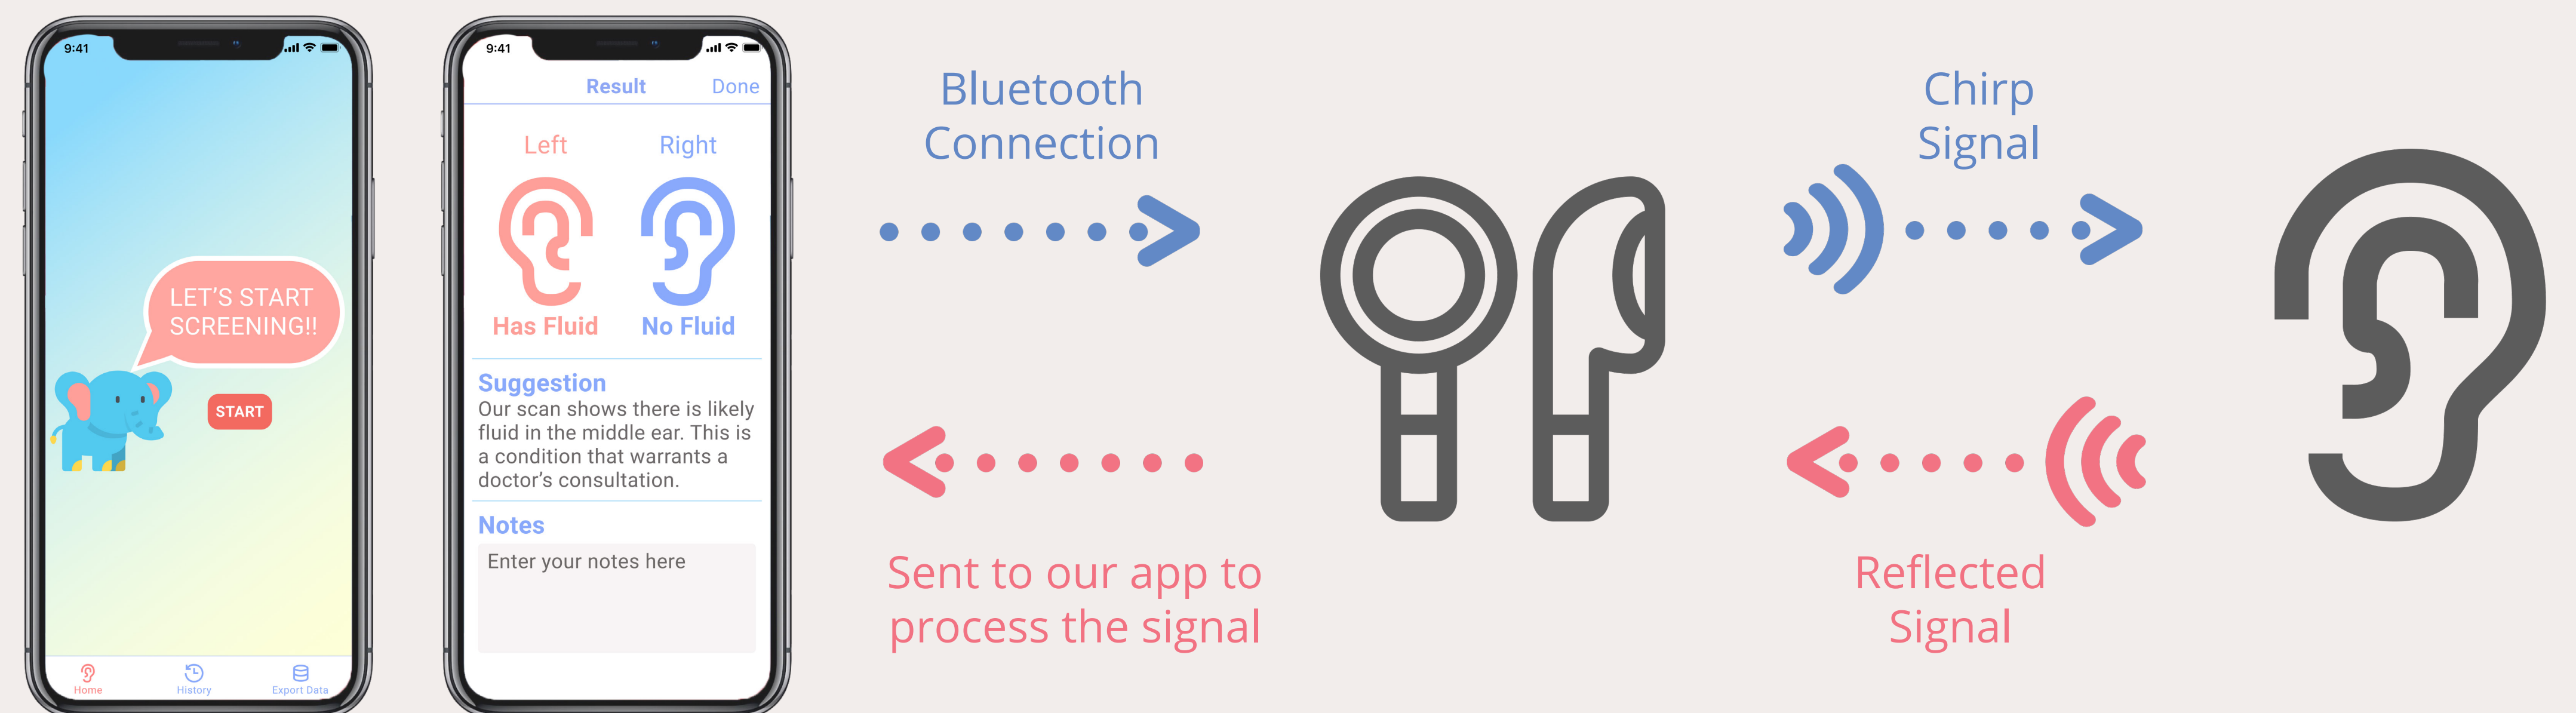 9:41
LET'S START
SCREENING!!
START
Home
History
Export Data
9:41
Result
Done
Left
Right
Has Fluid
No Fluid
Suggestion
Our scan shows there is likely
fluid in the middle ear. This is
a condition that warrants a
doctor's consultation.
Notes
Enter your notes here
Bluetooth
Connection
Sent to our app to
process the signal
Chirp
Signal
Reflected
Signal